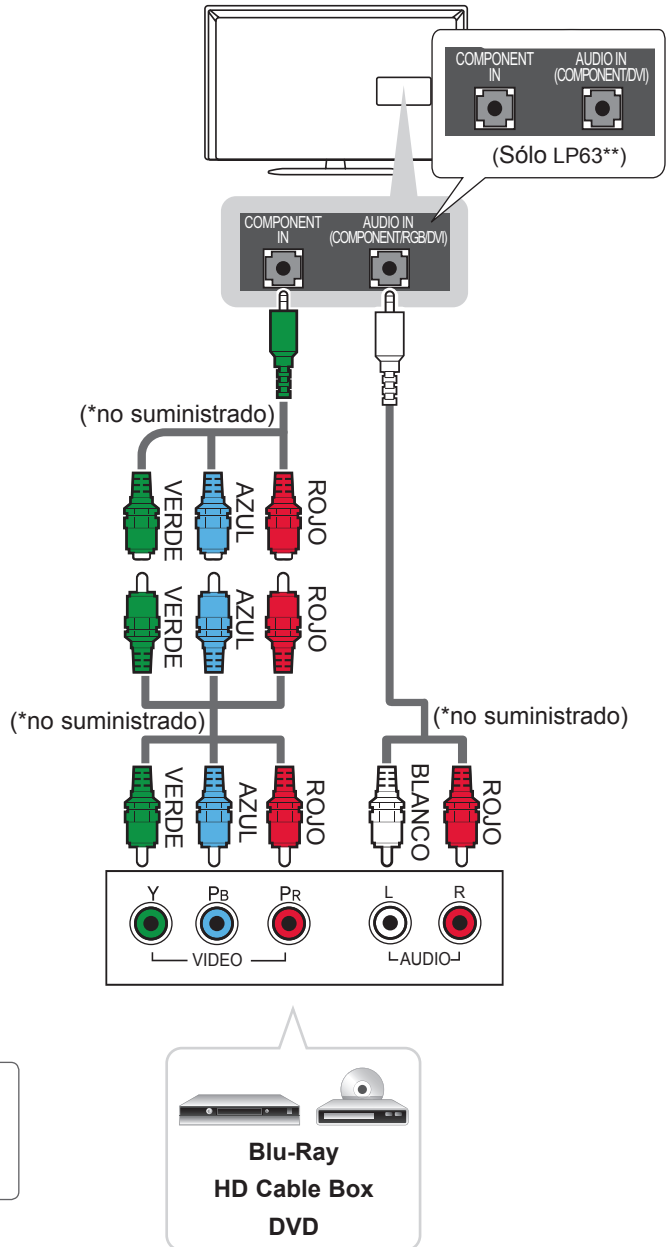 COMPONENT
IN
AUDIO IN
(COMPONENT/DVI)
(Sólo LP63**)
COMPONENT
IN
AUDIO IN
(COMPONENT/RGB/DVI)
(*no suministrado)
VERDE
AZUL
ROJO
VERDE
AZUL
ROJO
(*no suministrado)
(*no suministrado)
VERDE
AZUL
ROJO
BLANCO
ROJO
Y
PB
PR
L
R
VIDEO
AUDIO
Blu-Ray
HD Cable Box
DVD